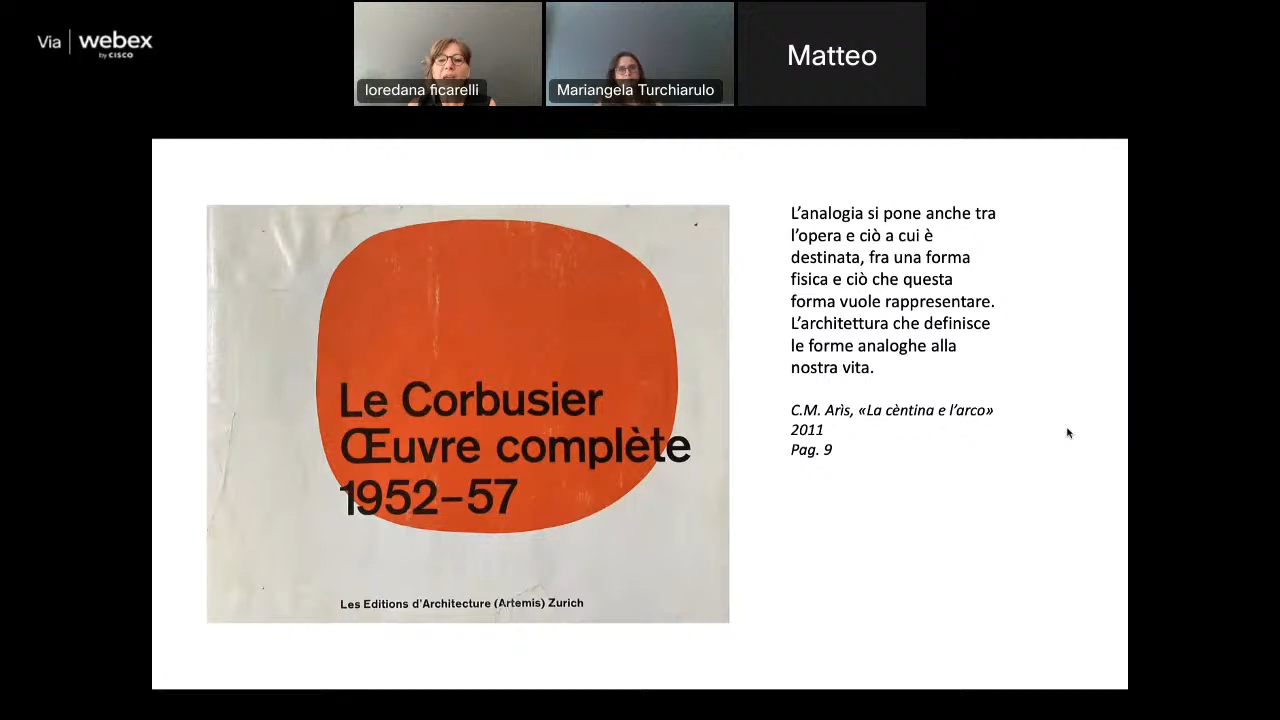 Via | webex
by CISCO
loredana ficarelli
Mariangela Turchiarulo
Matteo
Le Corbusier
Œuvre complète
1952–57
Les Editions d'Architecture (Artemis) Zurich
L'analogia si pone anche tra
l'opera e ciò a cui è
destinata, fra una forma
fisica e ciò che questa
forma vuole rappresentare.
L'architettura che definisce
le forme analoghe alla
nostra vita.
C.M. Arìs, «La cèntina e l'arco»
2011
Pag. 9